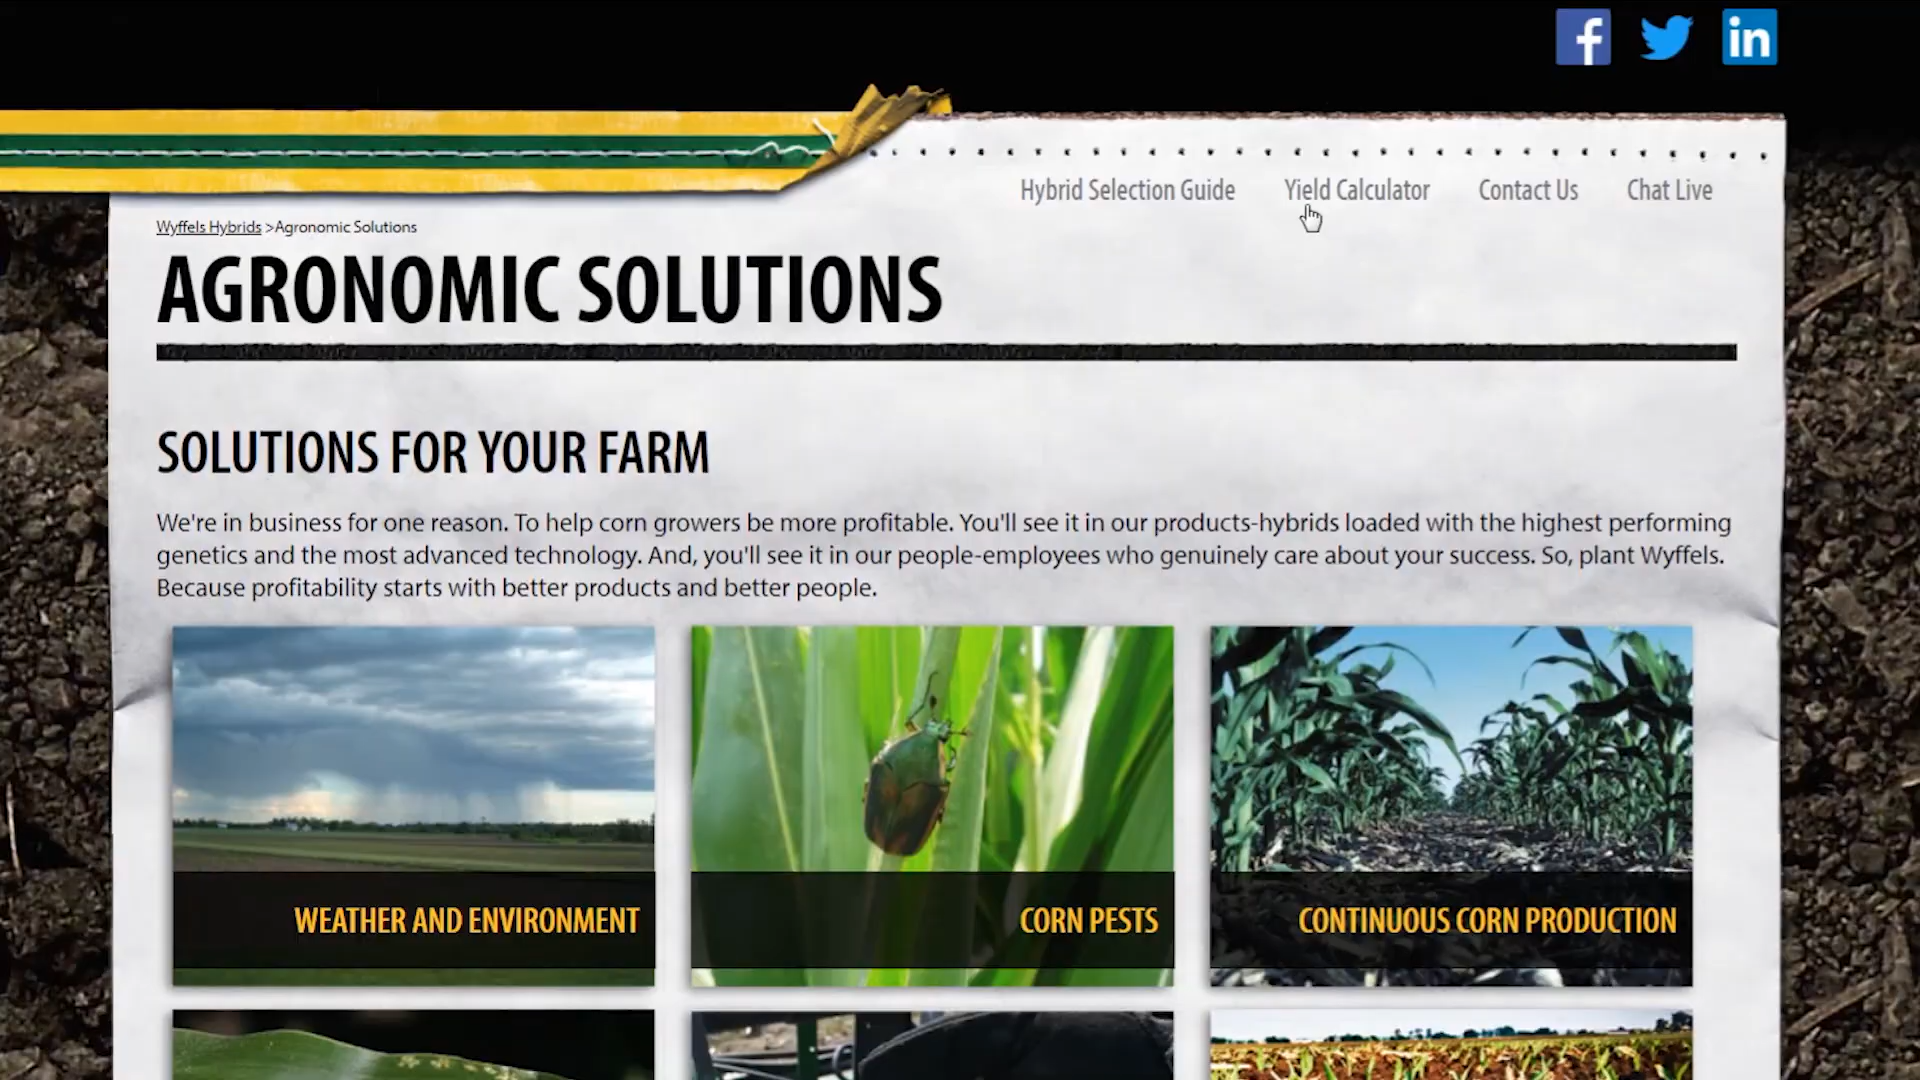 f in
Hybrid Selection Guide Yield Calculator Contact Us Chat Live
Wyffels Hybrids >Agronomic Solutions
AGRONOMIC SOLUTIONS
SOLUTIONS FOR YOUR FARM
We're in business for one reason. To help corn growers be more profitable. You'll see it in our products-hybrids loaded with the highest performing
genetics and the most advanced technology. And, you'll see it in our people-employees who genuinely care about your success. So, plant Wyffels.
Because profitability starts with better products and better people.
WEATHER AND ENVIRONMENT
CORN PESTS
CONTINUOUS CORN PRODUCTION